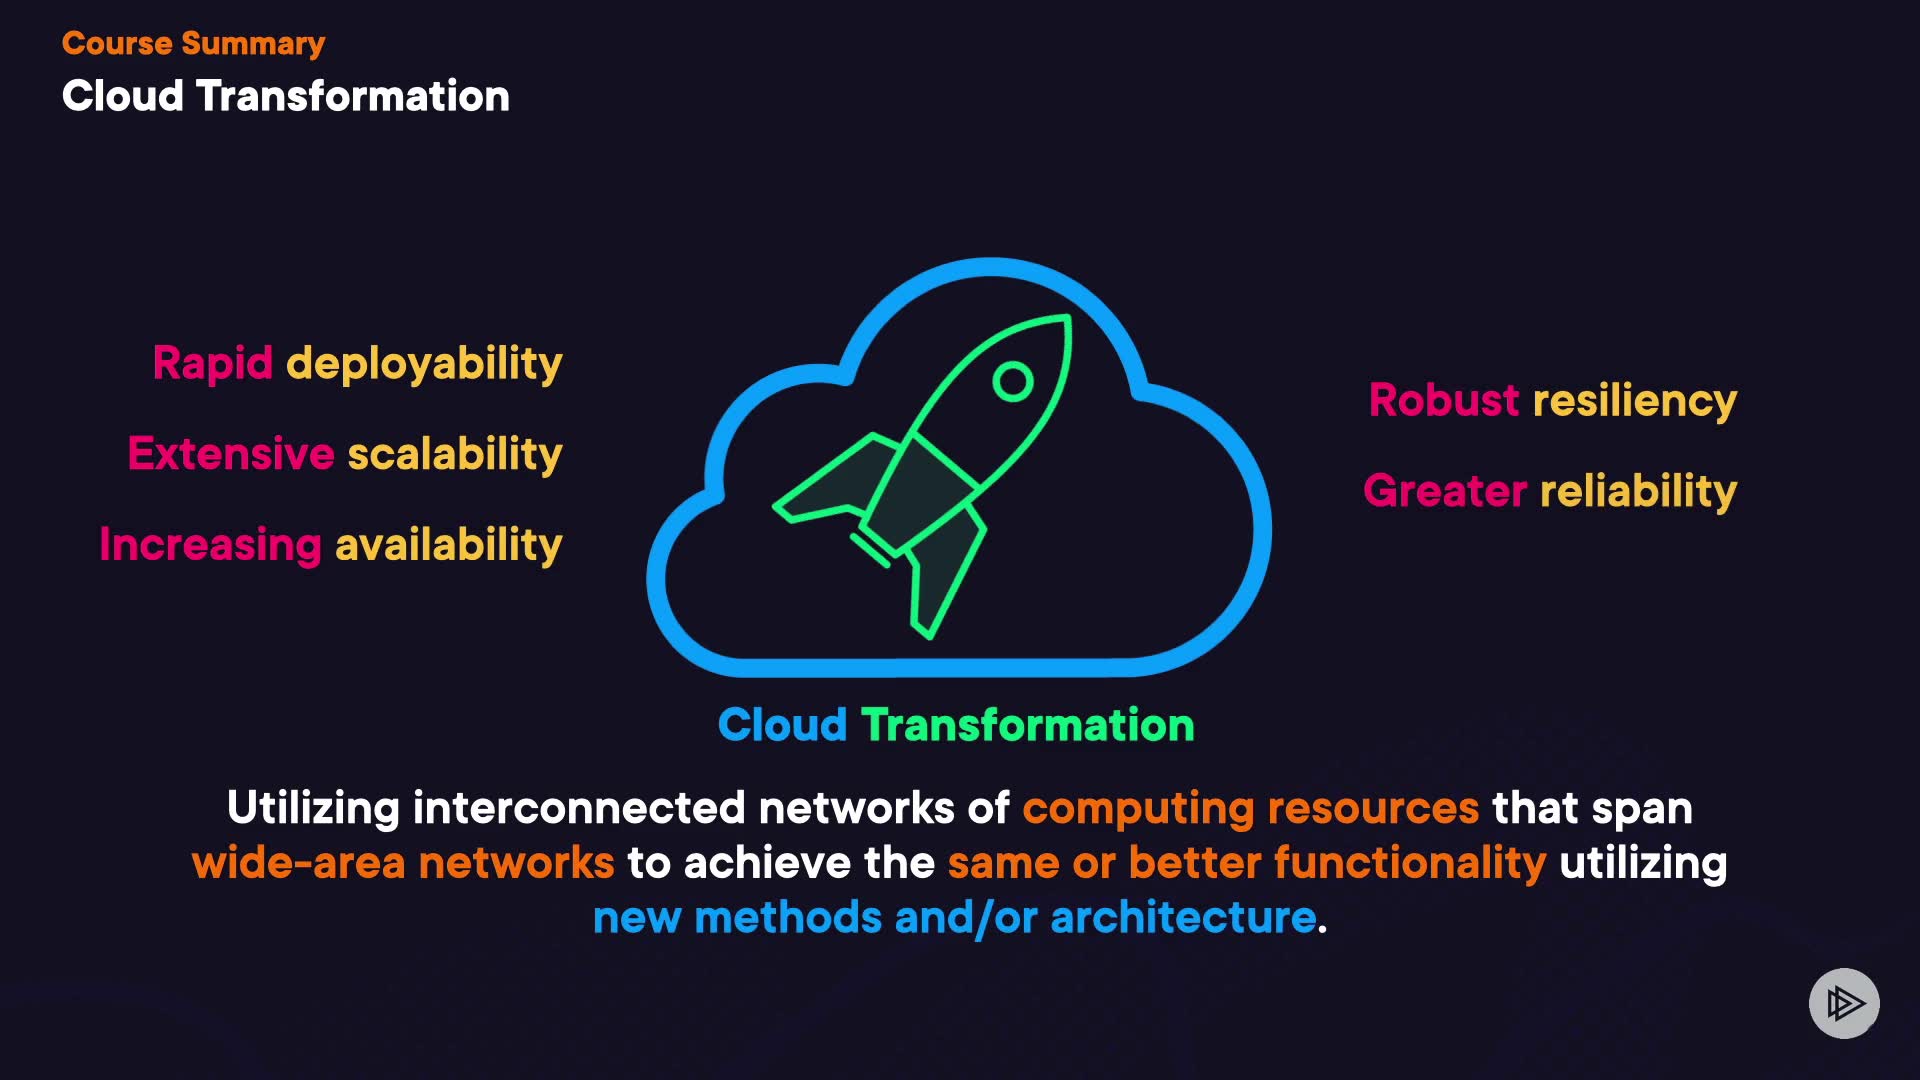 Course Summary
Cloud Transformation
Rapid deployability
Extensive scalability
Increasing availability
Robust resiliency
Greater reliability
Cloud Transformation
Utilizing interconnected networks of computing resources that span
wide-area networks to achieve the same or better functionality utilizing
new methods and/or architecture.